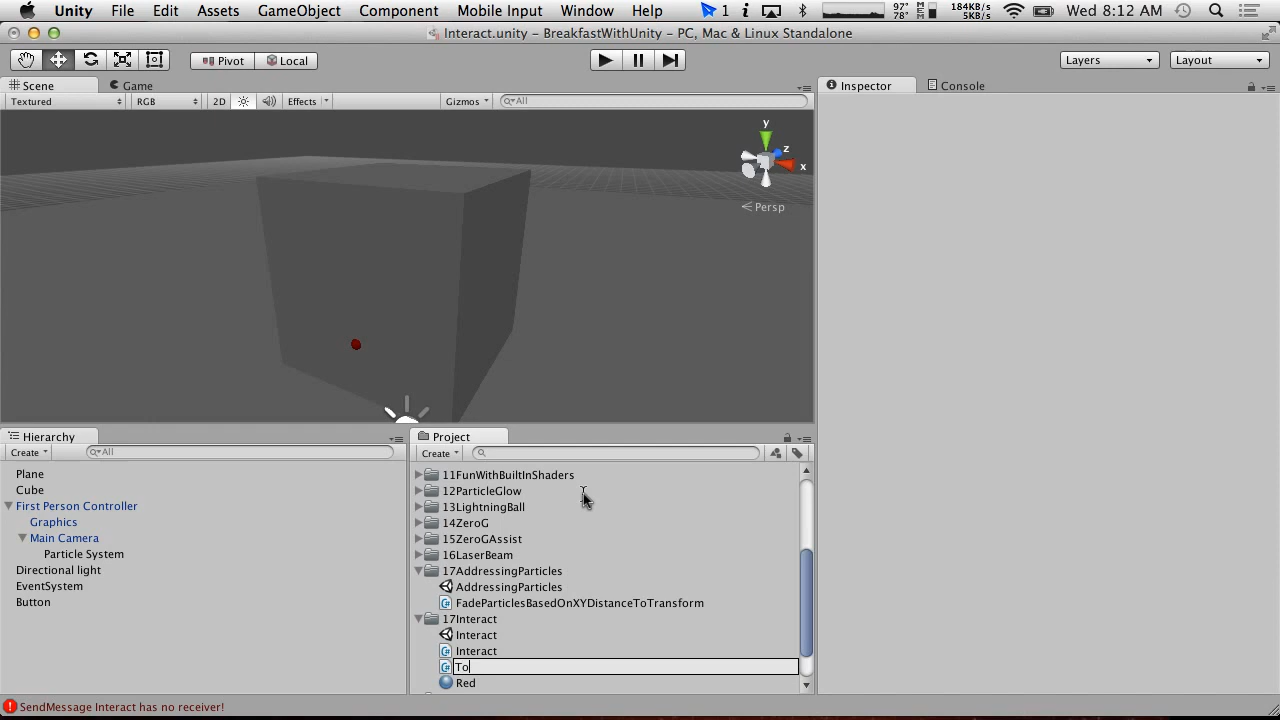 Unity File Edit Assets GameObject Component Mobile Input Window Help 1 97° 78° MEM 184KB/s 5KB/s Wed 8:12 AM
Interact.unity - BreakfastWithUnity - PC, Mac & Linux Standalone
Pivot Local Layers Layout
Scene Game Inspector Console
Textured RGB 2D Effects Gizmos All
y
z
x
Persp
Hierarchy Project
Create All Create
Plane
Cube
First Person Controller
Graphics
Main Camera
Particle System
Directional light
EventSystem
Button
11FunWithBuiltInShaders
12ParticleGlow
13LightningBall
14ZeroG
15ZeroGAssist
16LaserBeam
17AddressingParticles
AddressingParticles
FadeParticlesBasedOnXYDistanceToTransform
17Interact
Interact
Interact
To
Red
SendMessage Interact has no receiver!